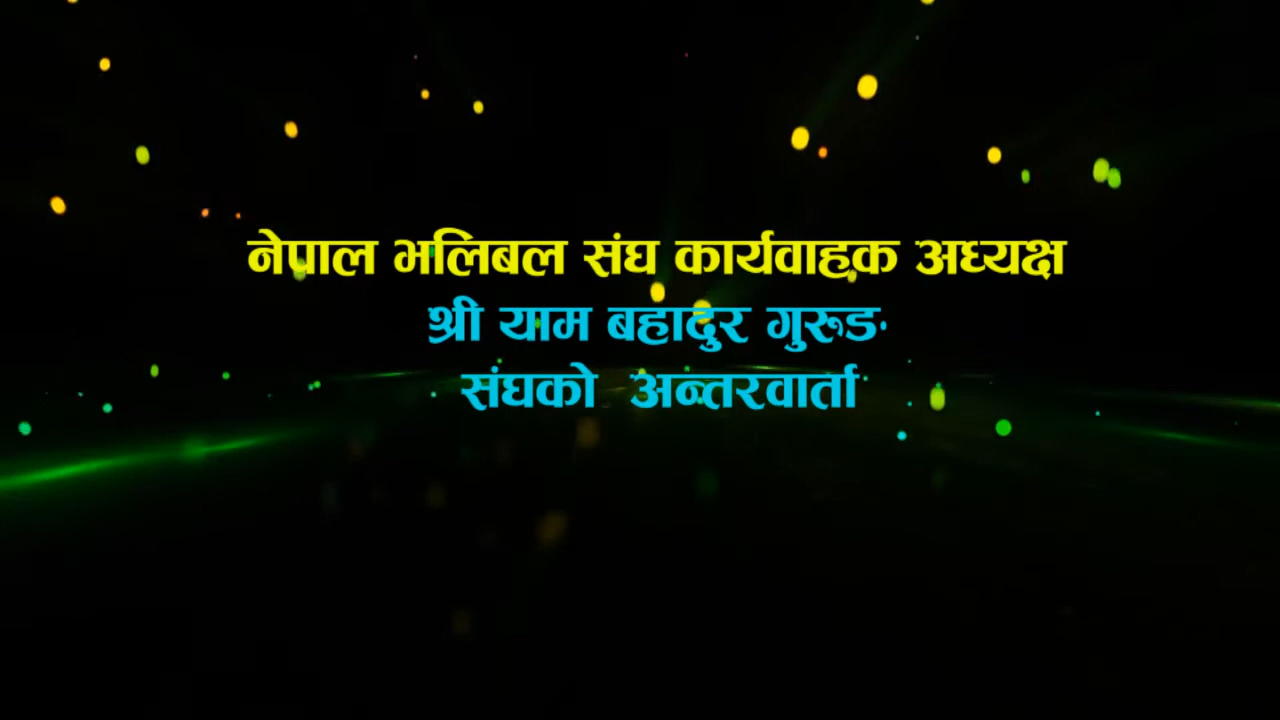 नेपाल भलिबल संघ कार्यवाहक अध्यक्ष
श्री याम बहादुर गुरुङ
संघको अन्तरवार्ता